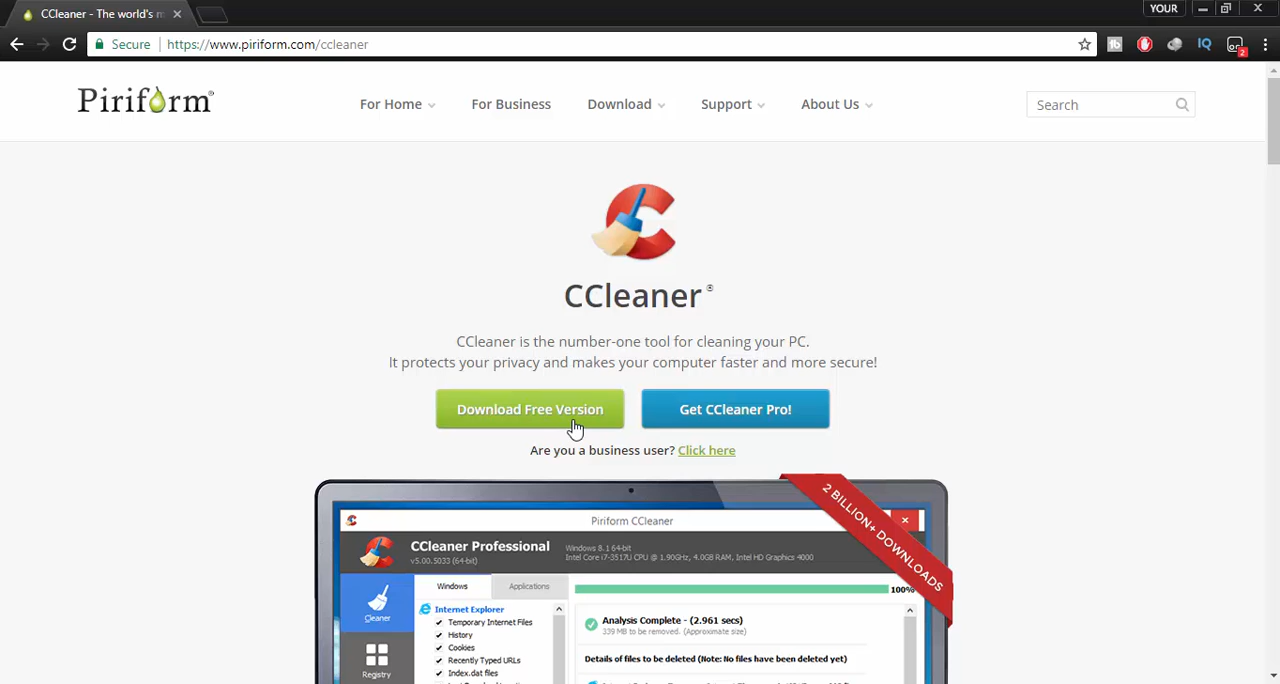 CCleaner - The world's m
YOUR
Secure
https://www.piriform.com/ccleaner
IQ
2
Piriform®
For Home
For Business
Download
Support
About Us
Search
CCleaner®
CCleaner is the number-one tool for cleaning your PC.
It protects your privacy and makes your computer faster and more secure!
Download Free Version
Get CCleaner Pro!
Are you a business user? Click here
2 BILLION+ DOWNLOADS
Piriform CCleaner
CCleaner Professional
v5.00.5033 (64-bit)
Windows 8.1 64-bit
Intel Core i7-3517U CPU @ 1.90GHz, 4.0GB RAM, Intel HD Graphics 4000
Cleaner
Registry
Windows
Applications
Internet Explorer
Temporary Internet Files
History
Cookies
Recently Typed URLs
Index.dat files
100%
Analysis Complete - (2.961 secs)
339 MB to be removed. (Approximate size)
Details of files to be deleted (Note: No files have been deleted yet)